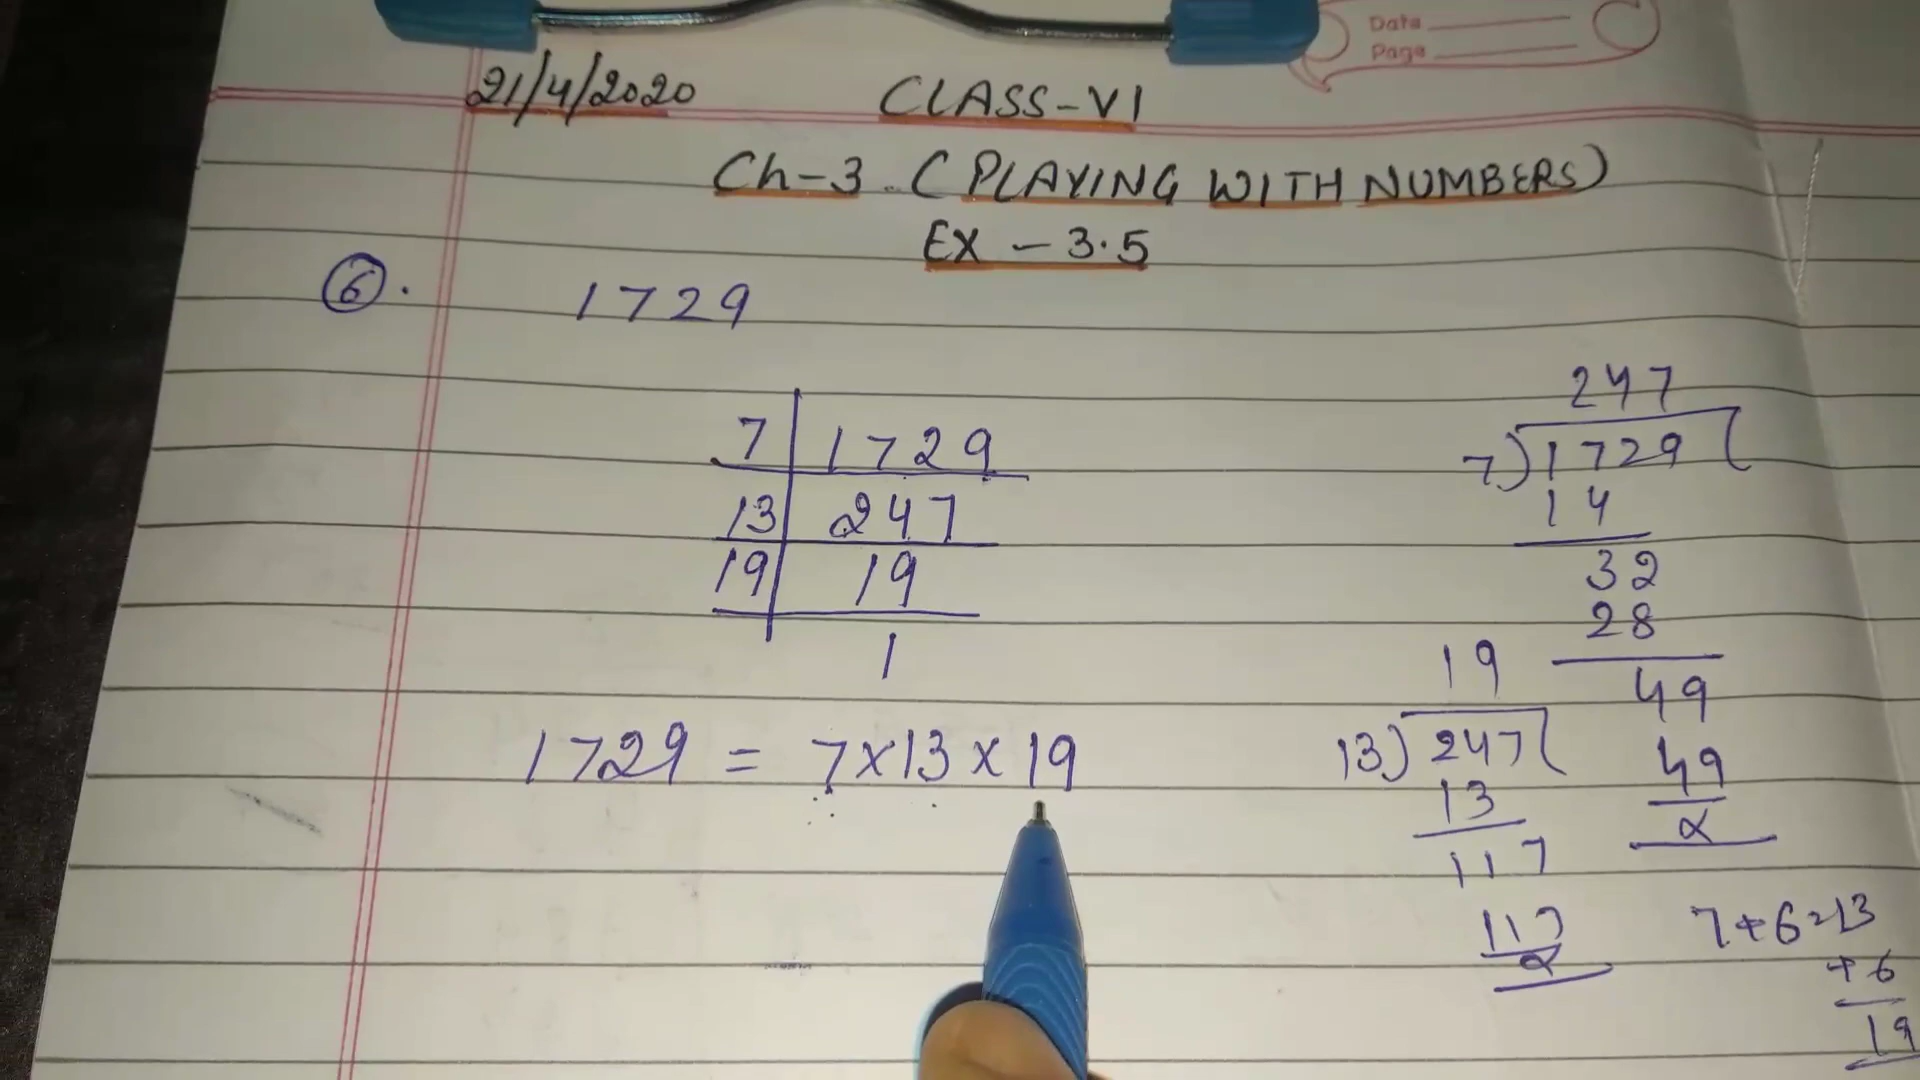 Date
Page
21/4/2020 CLASS-VI
Ch-3. (PLAYING WITH NUMBERS)
EX - 3.5
6. 1729
7 | 1729
13 | 247
19 | 19
1
1729 = 7×13×19
247
7)1729(
14
32
28
49
49
19
13)247(
13
117
117
7+6=13
+6
19